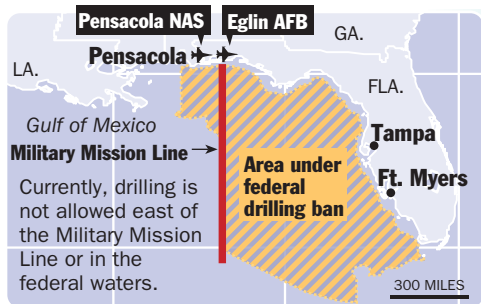 Pensacola NAS
Eglin AFB
Pensacola
GA.
LA.
FLA.
Gulf of Mexico
Military Mission Line
Tampa
Ft. Myers
Area under
federal
drilling ban
Currently, drilling is
not allowed east of
the Military Mission
Line or in the
federal waters.
300 MILES